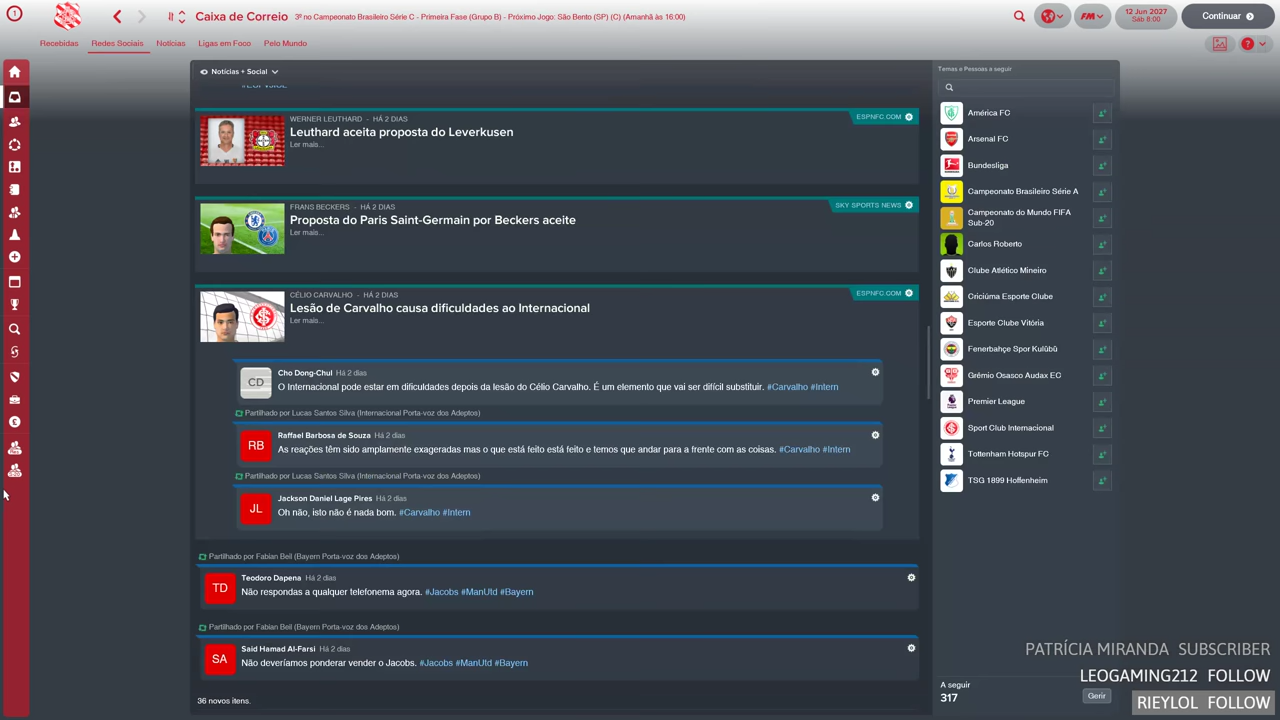 1
Caixa de Correio
3º no Campeonato Brasileiro Série C - Primeira Fase (Grupo B) - Próximo Jogo: São Bento (SP) (C) (Amanhã às 16:00)
FM
12 Jun 2027
Sáb 8:00
Continuar
Recebidas
Redes Sociais
Notícias
Ligas em Foco
Pelo Mundo
?
Notícias + Social
WERNER LEUTHARD - HÁ 2 DIAS
ESPNFC.COM
Leuthard aceita proposta do Leverkusen
Ler mais...
FRANS BECKERS - HÁ 2 DIAS
SKY SPORTS NEWS
Proposta do Paris Saint-Germain por Beckers aceite
Ler mais...
CÉLIO CARVALHO - HÁ 2 DIAS
ESPNFC.COM
Lesão de Carvalho causa dificuldades ao Internacional
Ler mais...
CD
Cho Dong-Chul Há 2 dias
O Internacional pode estar em dificuldades depois da lesão do Célio Carvalho. É um elemento que vai ser difícil substituir. #Carvalho #Intern
Partilhado por Lucas Santos Silva (Internacional Porta-voz dos Adeptos)
RB
Raffael Barbosa de Souza Há 2 dias
As reações têm sido amplamente exageradas mas o que está feito está feito e temos que andar para a frente com as coisas. #Carvalho #Intern
Partilhado por Lucas Santos Silva (Internacional Porta-voz dos Adeptos)
JL
Jackson Daniel Lage Pires Há 2 dias
Oh não, isto não é nada bom. #Carvalho #Intern
Partilhado por Fabian Beil (Bayern Porta-voz dos Adeptos)
TD
Teodoro Dapena Há 2 dias
Não respondas a qualquer telefonema agora. #Jacobs #ManUtd #Bayern
Partilhado por Fabian Beil (Bayern Porta-voz dos Adeptos)
SA
Said Hamad Al-Farsi Há 2 dias
Não deveríamos ponderar vender o Jacobs. #Jacobs #ManUtd #Bayern
36 novos itens.
Temas e Pessoas a seguir
América FC
Arsenal FC
Bundesliga
Campeonato Brasileiro Série A
Campeonato do Mundo FIFA
Sub-20
Carlos Roberto
Clube Atlético Mineiro
Criciúma Esporte Clube
Esporte Clube Vitória
Fenerbahçe Spor Kulübü
Grêmio Osasco Audax EC
Premier League
Sport Club Internacional
Tottenham Hotspur FC
TSG 1899 Hoffenheim
A seguir
317
Gerir
PATRÍCIA MIRANDA SUBSCRIBER
LEOGAMING212 FOLLOW
RIEYLOL FOLLOW